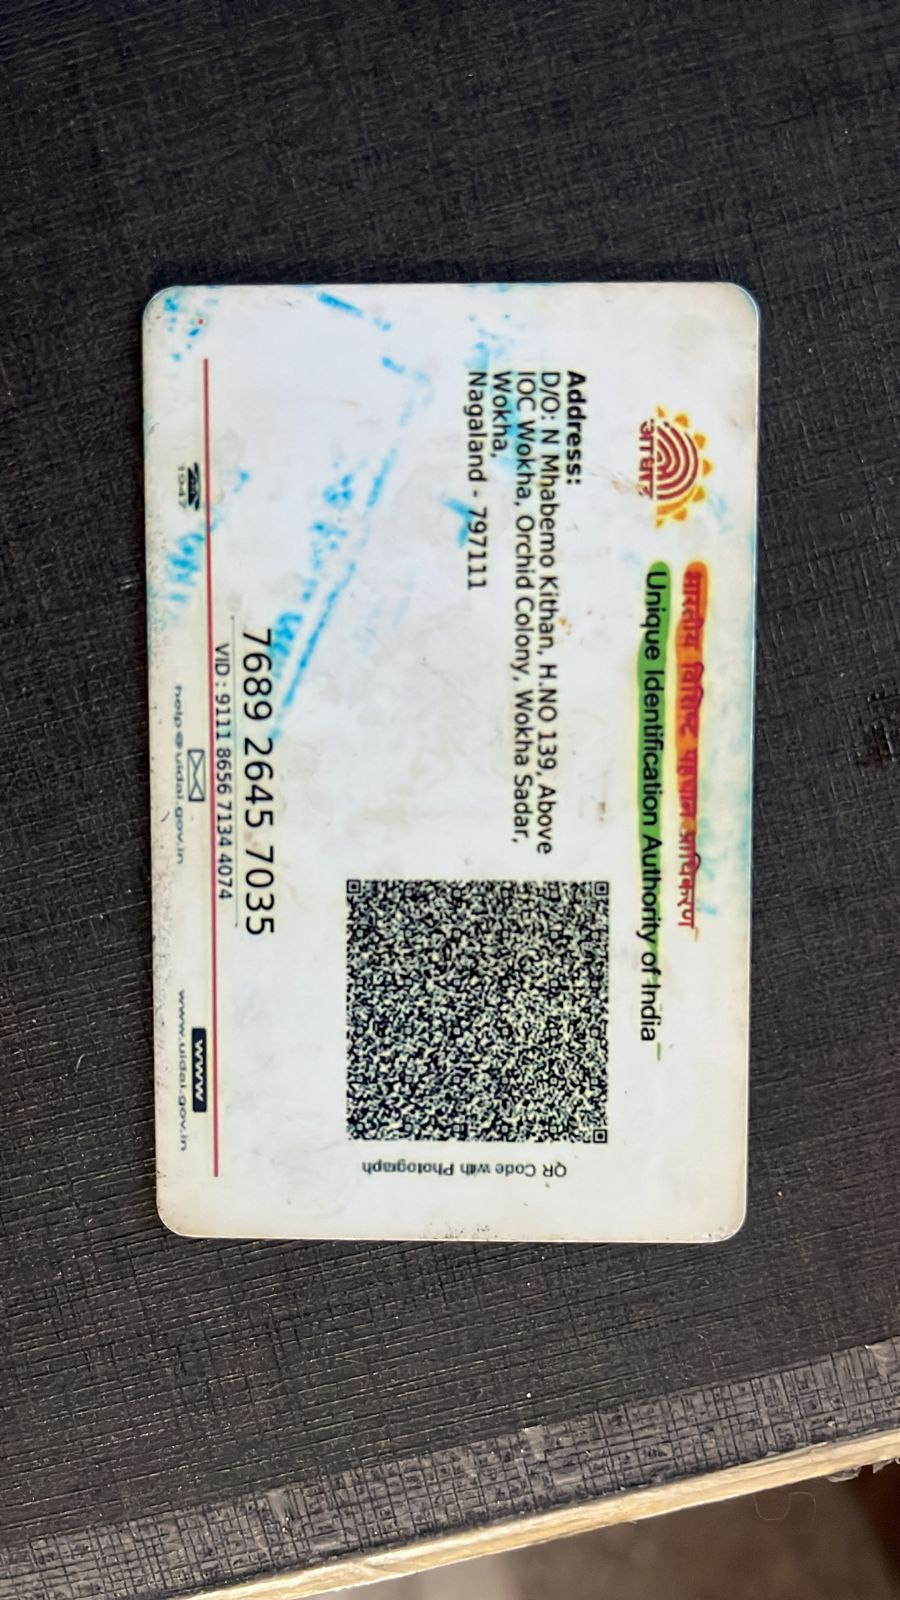 भारतीय विशिष्ट पहचान प्राधिकरण
Unique Identification Authority of India
आधार
Address:
D/O: N Mhabemo Kithan, H.NO 139, Above
IOC Wokha, Orchid Colony, Wokha Sadar,
Wokha,
Nagaland - 797111
QR Code with Photograph
7689 2645 7035
VID : 9111 8656 7134 4074
1947
help@uidai.gov.in
www
www.uidai.gov.in